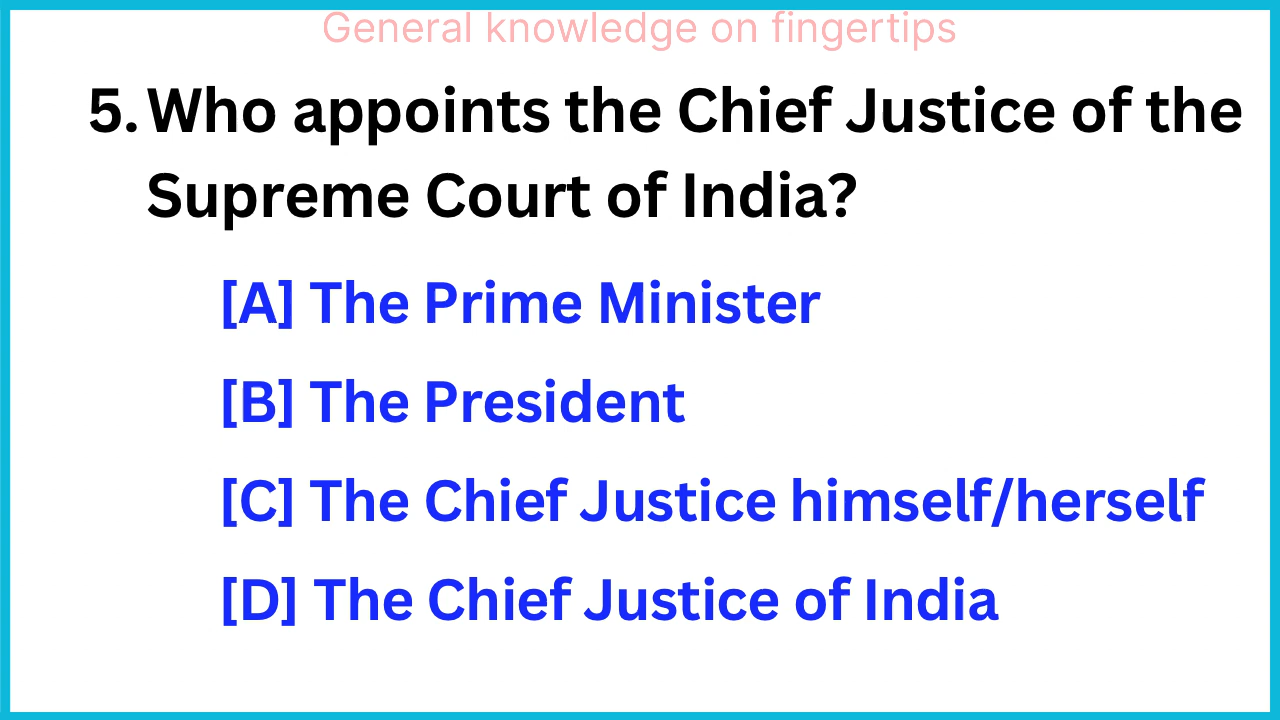 General knowledge on fingertips
5. Who appoints the Chief Justice of the
Supreme Court of India?
[A] The Prime Minister
[B] The President
[C] The Chief Justice himself/herself
[D] The Chief Justice of India